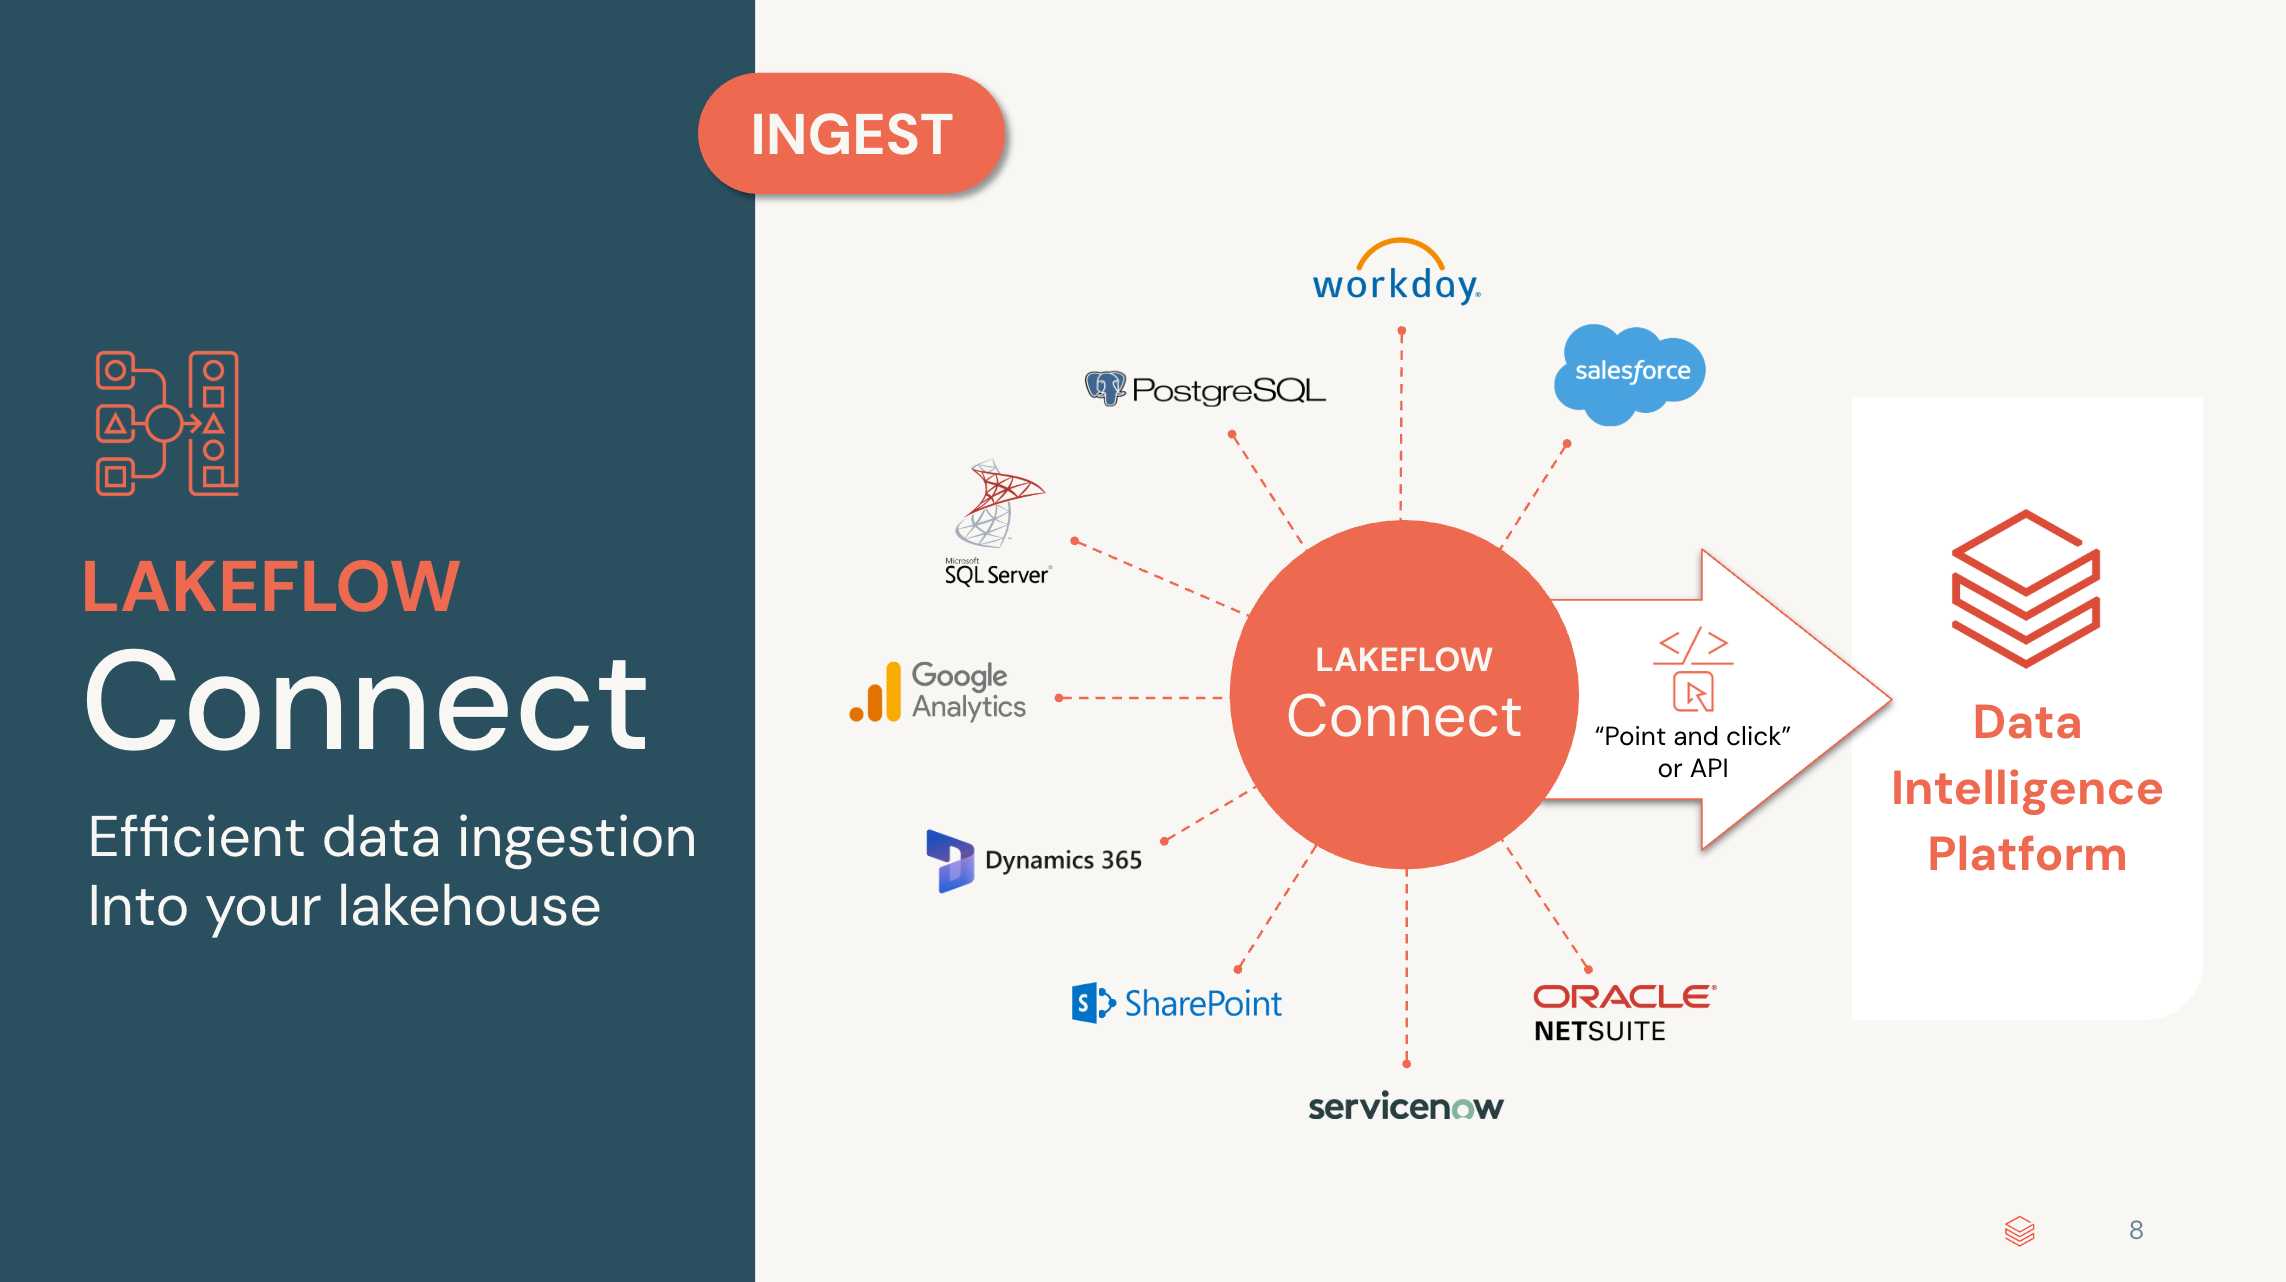 INGEST
LAKEFLOW
Connect
Efficient data ingestion
Into your lakehouse
workday®
salesforce
PostgreSQL
Microsoft
SQL Server®
Google
Analytics
Dynamics 365
SharePoint
servicenow
ORACLE®
NETSUITE
LAKEFLOW
Connect
</>
“Point and click”
or API
Data
Intelligence
Platform
8